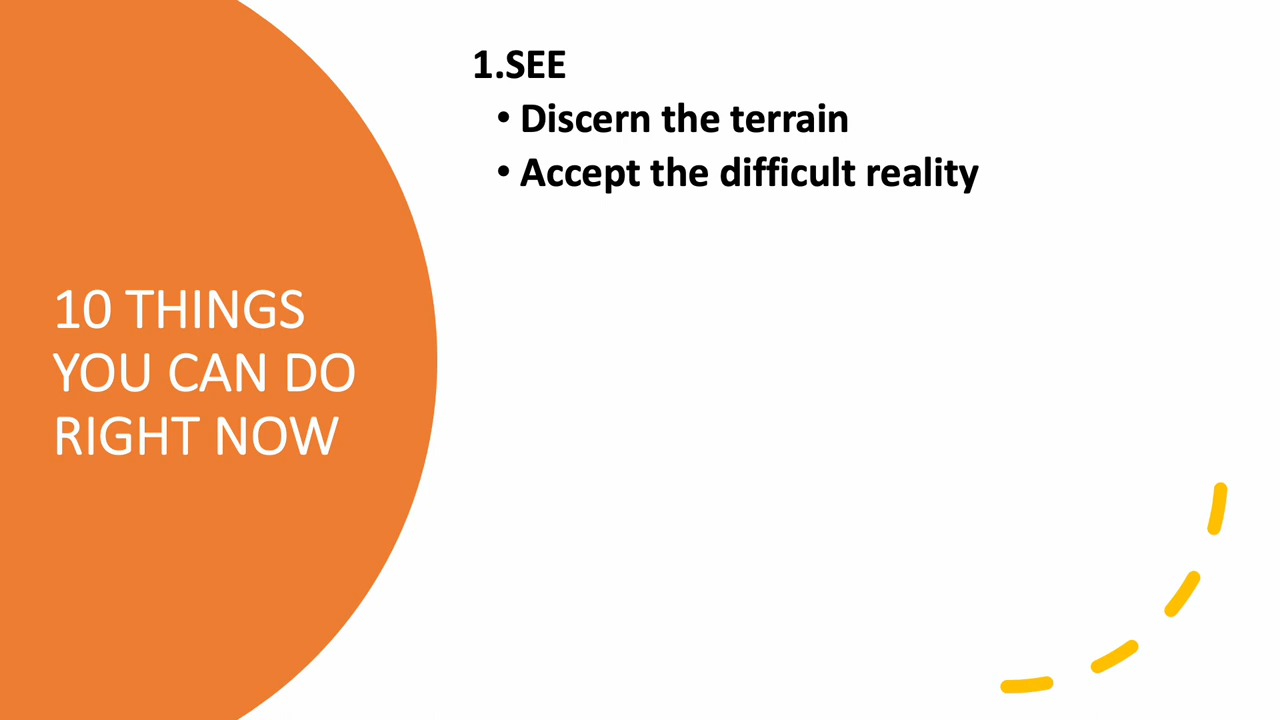 10 THINGS
YOU CAN DO
RIGHT NOW
1.SEE
• Discern the terrain
• Accept the difficult reality